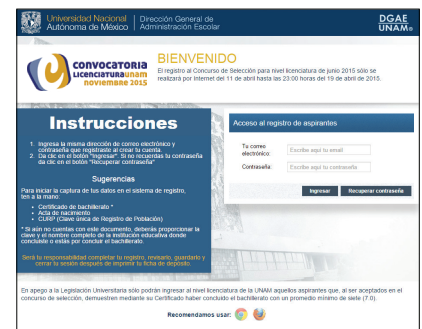 Universidad Nacional
Autónoma de México
Dirección General de
Administración Escolar
DGAE
UNAM
CONVOCATORIA
LICENCIATURAUNAM
NOVIEMBRE 2015
BIENVENIDO
El registro al Concurso de Selección para nivel licenciatura de junio 2015 sólo se
realizará por internet del 11 de abril hasta las 23:00 horas del 19 de abril de 2015.
Instrucciones
1. Ingresa la misma dirección de correo electrónico y
contraseña que registraste al crear tu cuenta.
2. Da clic en el botón "Ingresar". Si no recuerdas tu contraseña
da clic en el botón "Recuperar contraseña"
Sugerencias
Para iniciar la captura de tus datos en el sistema de registro,
ten a la mano:
• Certificado de bachillerato *
• Acta de nacimiento
• CURP (Clave única de Registro de Población)
* Si aún no cuentas con este documento, deberás proporcionar la
clave y el nombre completo de la institución educativa donde
concluiste o estás por concluir el bachillerato.
Será tu responsabilidad completar tu registro, revisarlo, guardarlo y
cerrar tu sesión después de imprimir tu ficha de depósito.
Acceso al registro de aspirantes
Tu correo
electrónico:
Escribe aquí tu email
Contraseña:
Escribe aquí tu contraseña
Ingresar
Recuperar contraseña
En apego a la Legislación Universitaria sólo podrán ingresar al nivel licenciatura de la UNAM aquellos aspirantes que, al ser aceptados en el
concurso de selección, demuestren mediante su Certificado haber concluido el bachillerato con un promedio mínimo de siete (7.0).
Recomendamos usar: